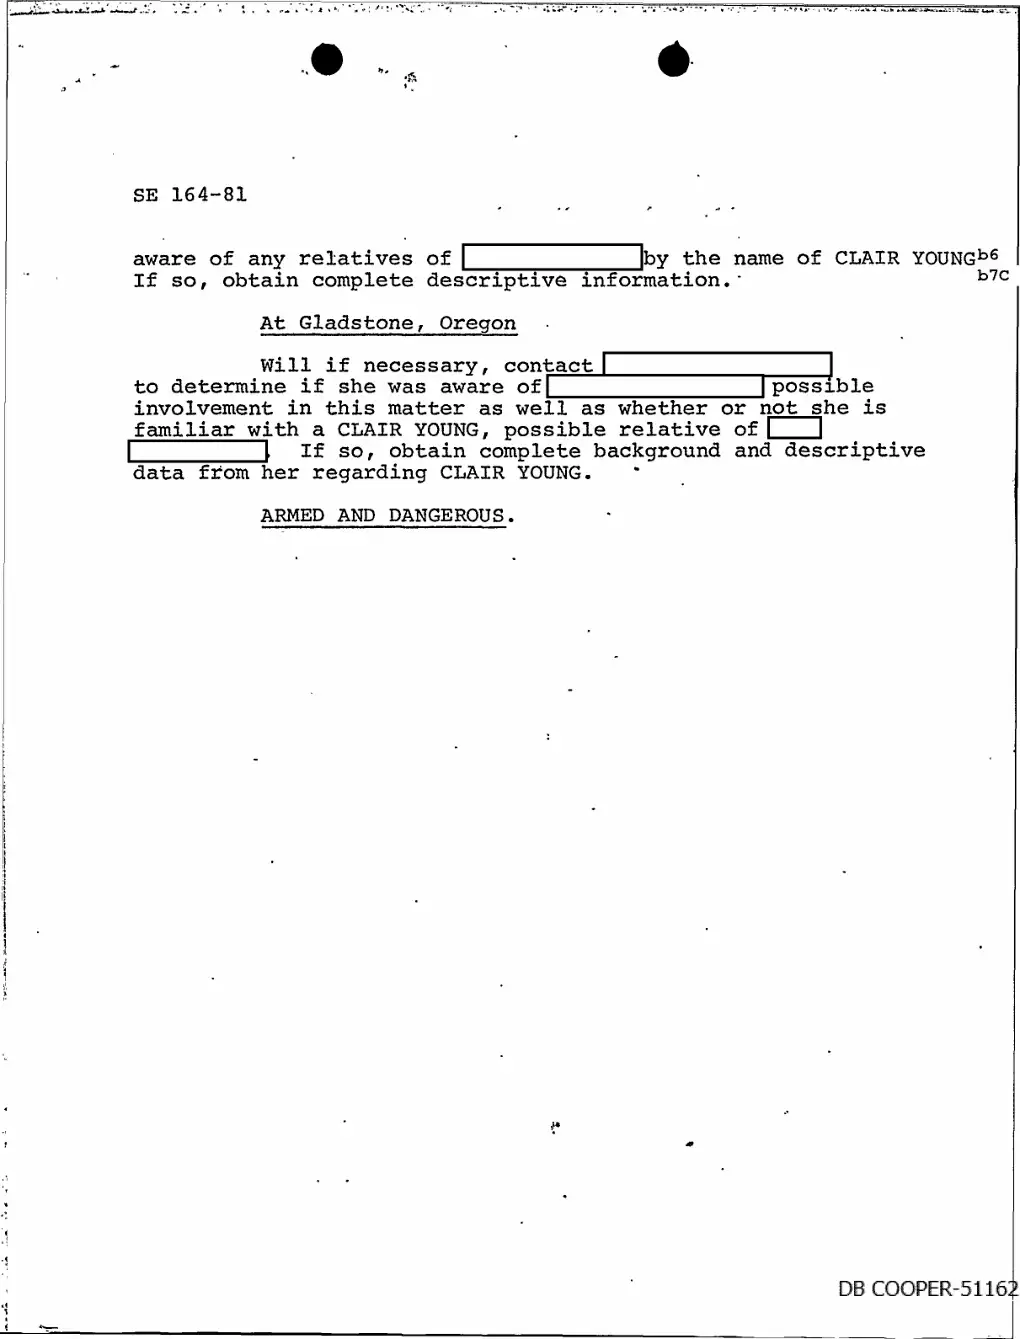 SE 164-81
aware of any relatives of by the name of CLAIR YOUNG b6
If so, obtain complete descriptive information. b7C
At Gladstone, Oregon
Will if necessary, contact
to determine if she was aware of possible
involvement in this matter as well as whether or not she is
familiar with a CLAIR YOUNG, possible relative of
If so, obtain complete background and descriptive
data from her regarding CLAIR YOUNG.
ARMED AND DANGEROUS.
DB COOPER-51162